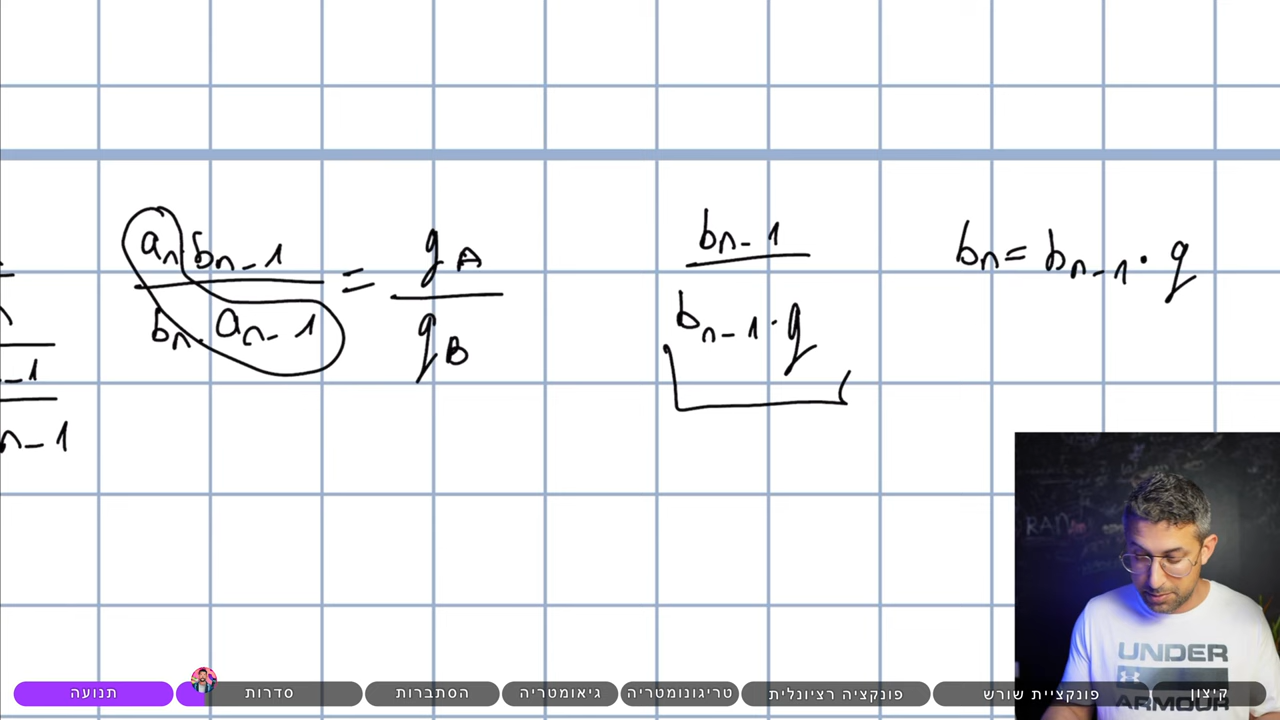 aₙ·bₙ₋₁ / bₙ·aₙ₋₁ = q_A / q_B
bₙ₋₁ / bₙ₋₁·q
bₙ = bₙ₋₁·q
n-1
UNDER
ARMOUR
תנועה
סדרות
הסתברות
גיאומטריה
טריגונומטריה
פונקציה רציונלית
פונקציית שורש
קיצון